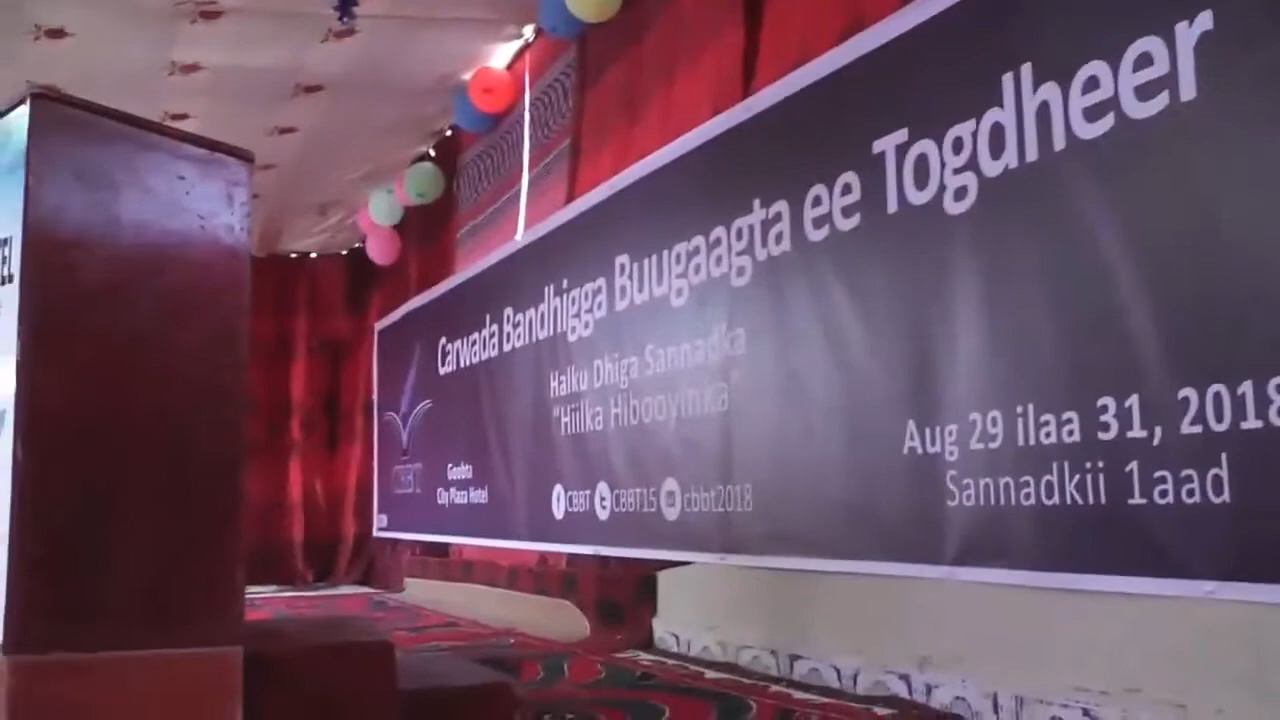 Carwada Bandhigga Buugaagta ee Togdheer
Halku Dhiga Sannadka
"Hiilka Hibooyinka"
Aug 29 ilaa 31, 2018
Sannadkii 1aad
CBBT
Goobta
City Plaza Hotel
CBBT CBBT15 cbbt2018